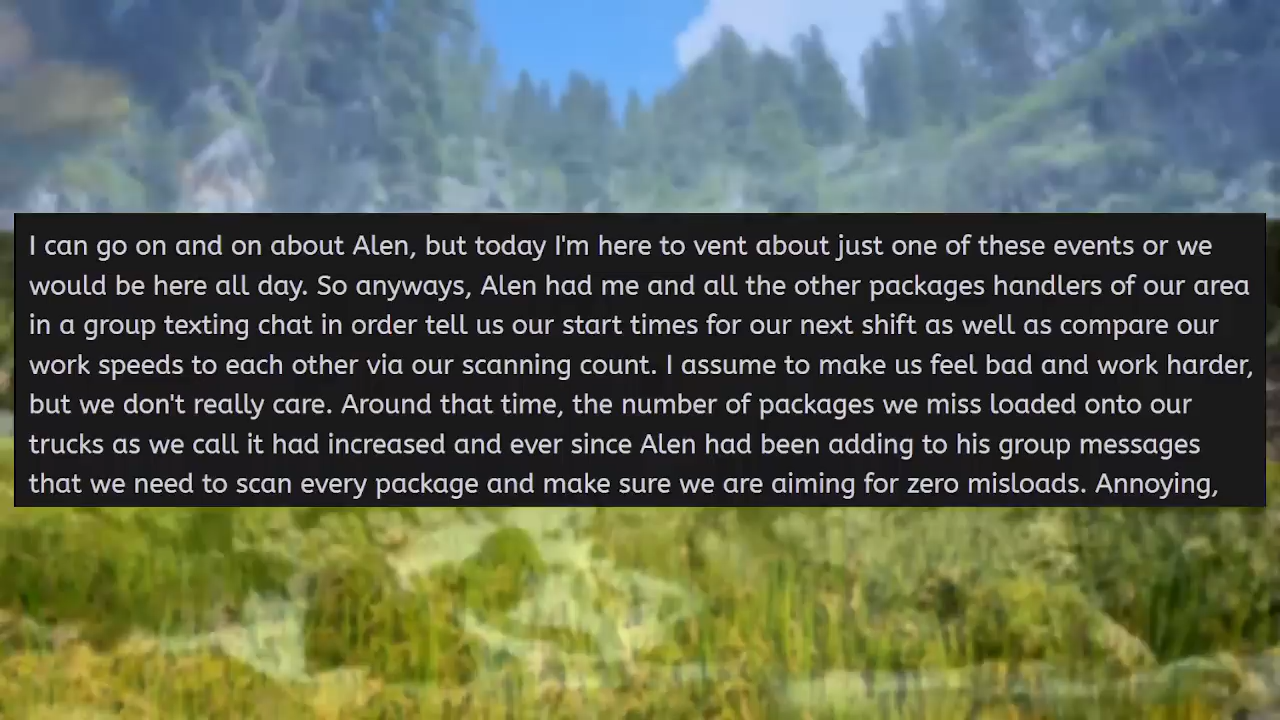 I can go on and on about Alen, but today I'm here to vent about just one of these events or we
would be here all day. So anyways, Alen had me and all the other packages handlers of our area
in a group texting chat in order tell us our start times for our next shift as well as compare our
work speeds to each other via our scanning count. I assume to make us feel bad and work harder,
but we don't really care. Around that time, the number of packages we miss loaded onto our
trucks as we call it had increased and ever since Alen had been adding to his group messages
that we need to scan every package and make sure we are aiming for zero misloads. Annoying,